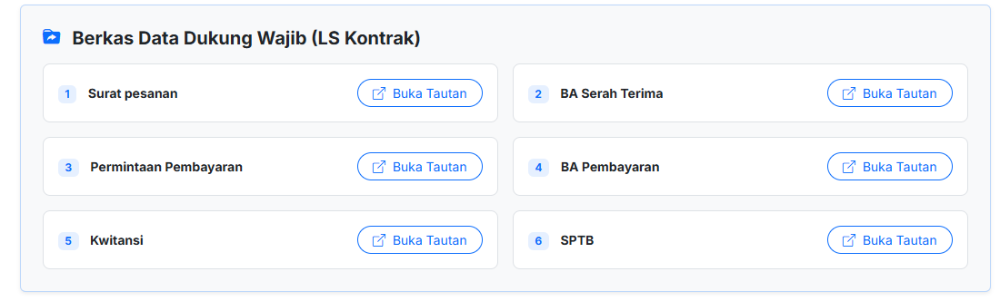 Berkas Data Dukung Wajib (LS Kontrak)
1 Surat pesanan Buka Tautan
2 BA Serah Terima Buka Tautan
3 Permintaan Pembayaran Buka Tautan
4 BA Pembayaran Buka Tautan
5 Kwitansi Buka Tautan
6 SPTB Buka Tautan